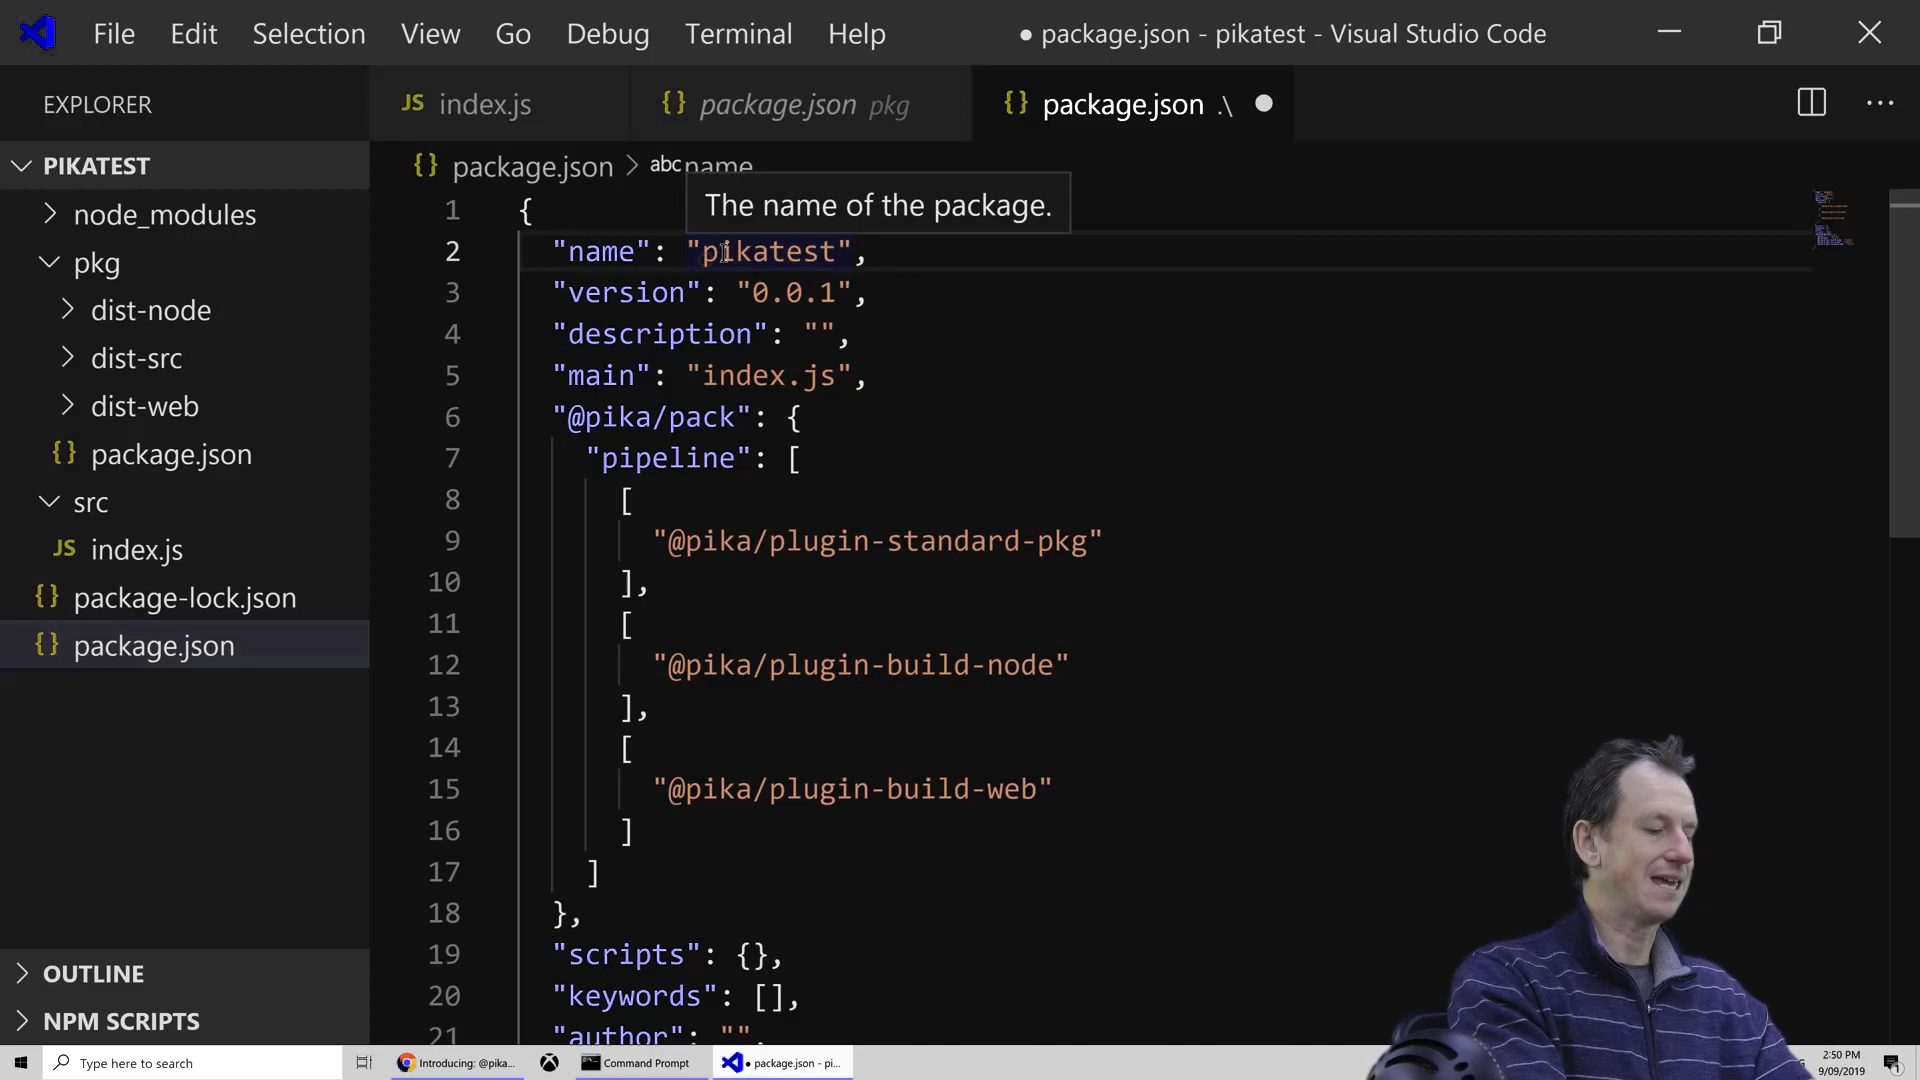 File Edit Selection View Go Debug Terminal Help ● package.json - pikatest - Visual Studio Code
EXPLORER
JS index.js {} package.json pkg {} package.json .\ ●
PIKATEST
{} package.json > abc name
The name of the package.
node_modules
pkg
dist-node
dist-src
dist-web
{} package.json
src
JS index.js
{} package-lock.json
{} package.json
OUTLINE
NPM SCRIPTS
1 {
2 "name": "pikatest",
3 "version": "0.0.1",
4 "description": "",
5 "main": "index.js",
6 "@pika/pack": {
7 "pipeline": [
8 [
9 "@pika/plugin-standard-pkg"
10 ],
11 [
12 "@pika/plugin-build-node"
13 ],
14 [
15 "@pika/plugin-build-web"
16 ]
17 ]
18 },
19 "scripts": {},
20 "keywords": [],
21 "author": ""
Type here to search Introducing: @pika... Command Prompt ● package.json - pi...
2:50 PM
9/09/2019